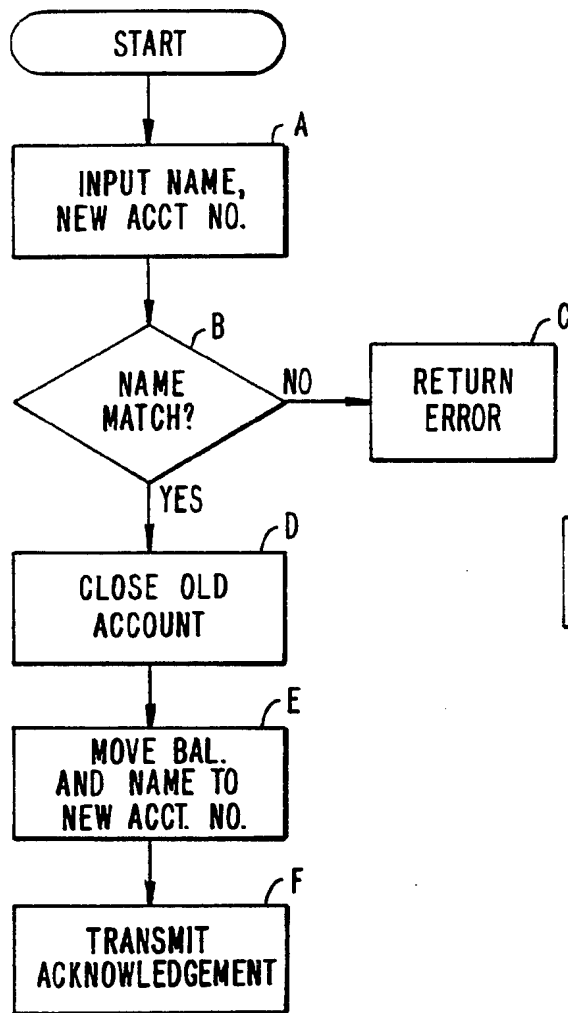 START
A
INPUT NAME,
NEW ACCT NO.
B
NAME
MATCH?
NO
C
RETURN
ERROR
YES
D
CLOSE OLD
ACCOUNT
E
MOVE BAL.
AND NAME TO
NEW ACCT. NO.
F
TRANSMIT
ACKNOWLEDGEMENT